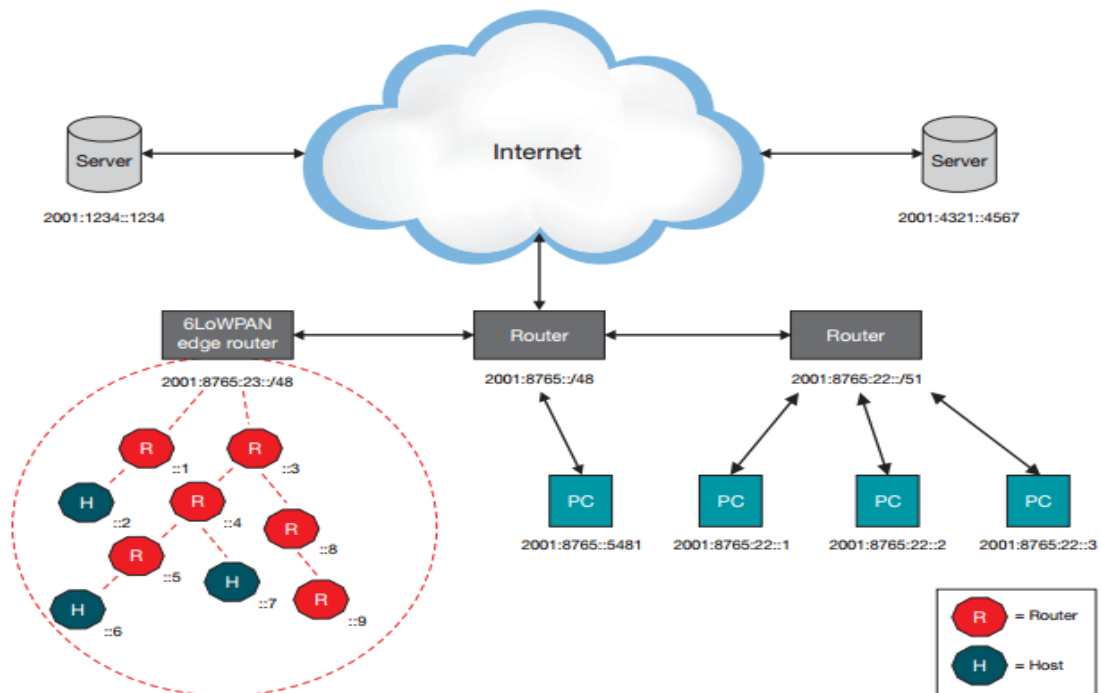 Internet
Server
Server
2001:1234::1234
2001:4321::4567
6LoWPAN
edge router
Router
Router
2001:8765:23::/48
2001:8765::/48
2001:8765:22::/51
R
::1
R
::3
H
::2
R
::4
R
::8
R
::5
H
::7
H
::6
R
::9
PC
PC
PC
PC
2001:8765::5481
2001:8765:22::1
2001:8765:22::2
2001:8765:22::3
R = Router
H = Host